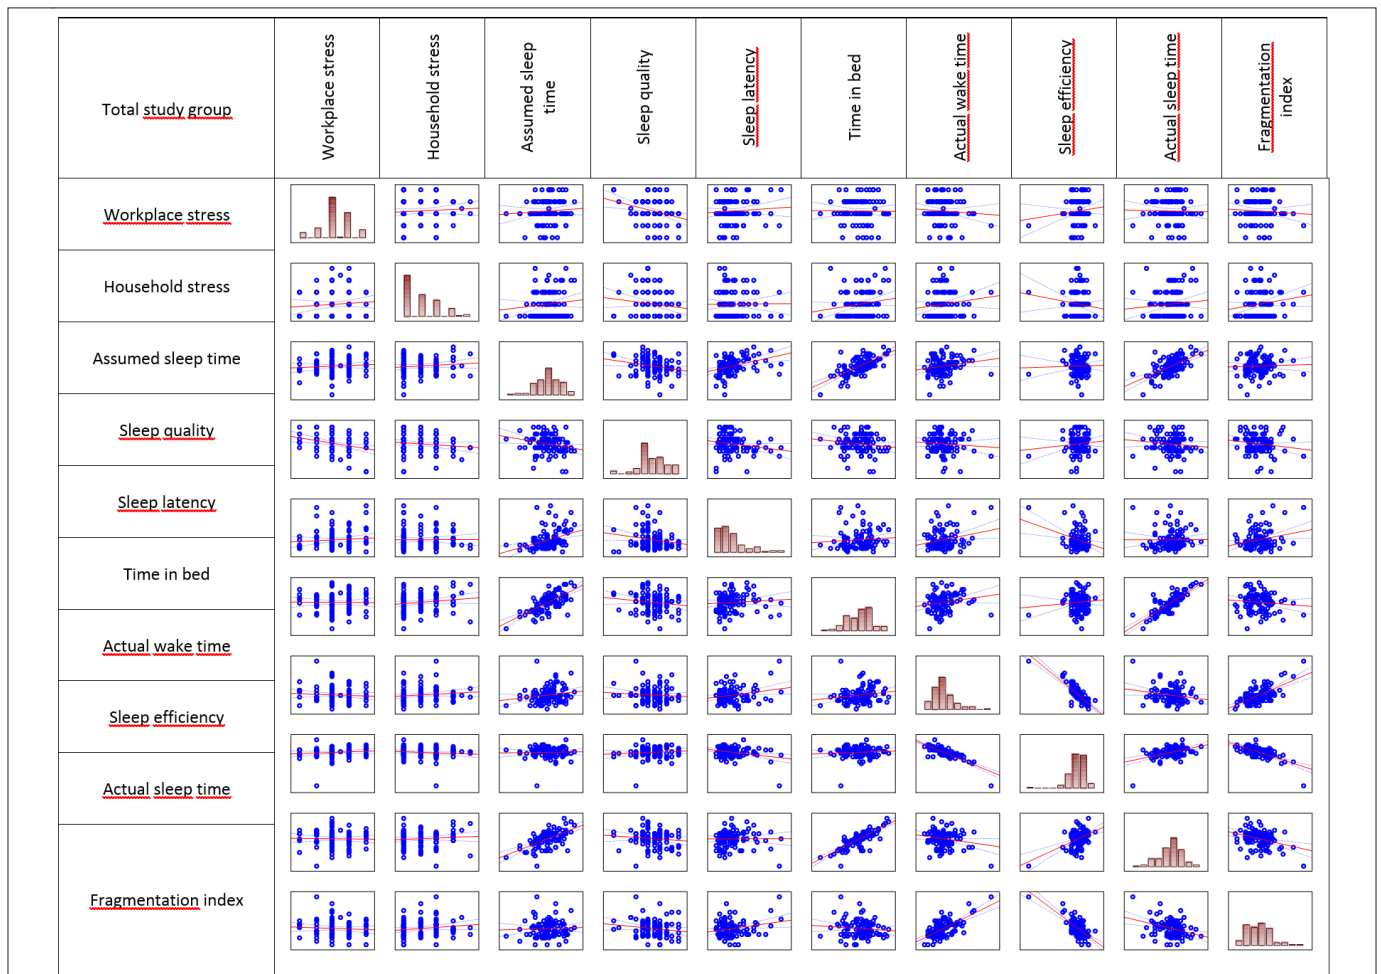 Total study group
Workplace stress
Household stress
Assumed sleep
time
Sleep quality
Sleep latency
Time in bed
Actual wake time
Sleep efficiency
Actual sleep time
Fragmentation
index
Workplace stress
Household stress
Assumed sleep time
Sleep quality
Sleep latency
Time in bed
Actual wake time
Sleep efficiency
Actual sleep time
Fragmentation index